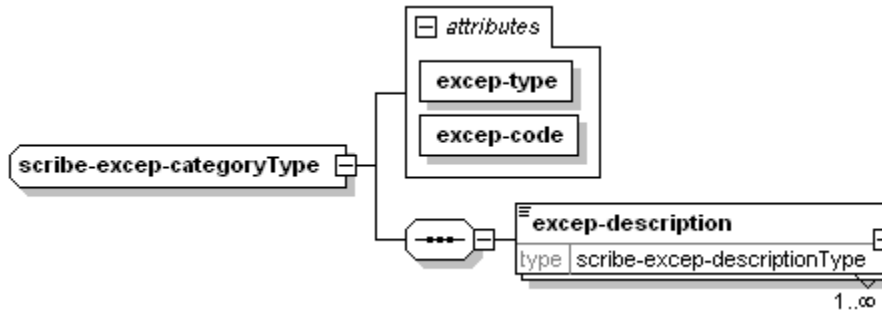 attributes
excep-type
excep-code
scribe-excep-categoryType
excep-description
type scribe-excep-descriptionType
1..∞